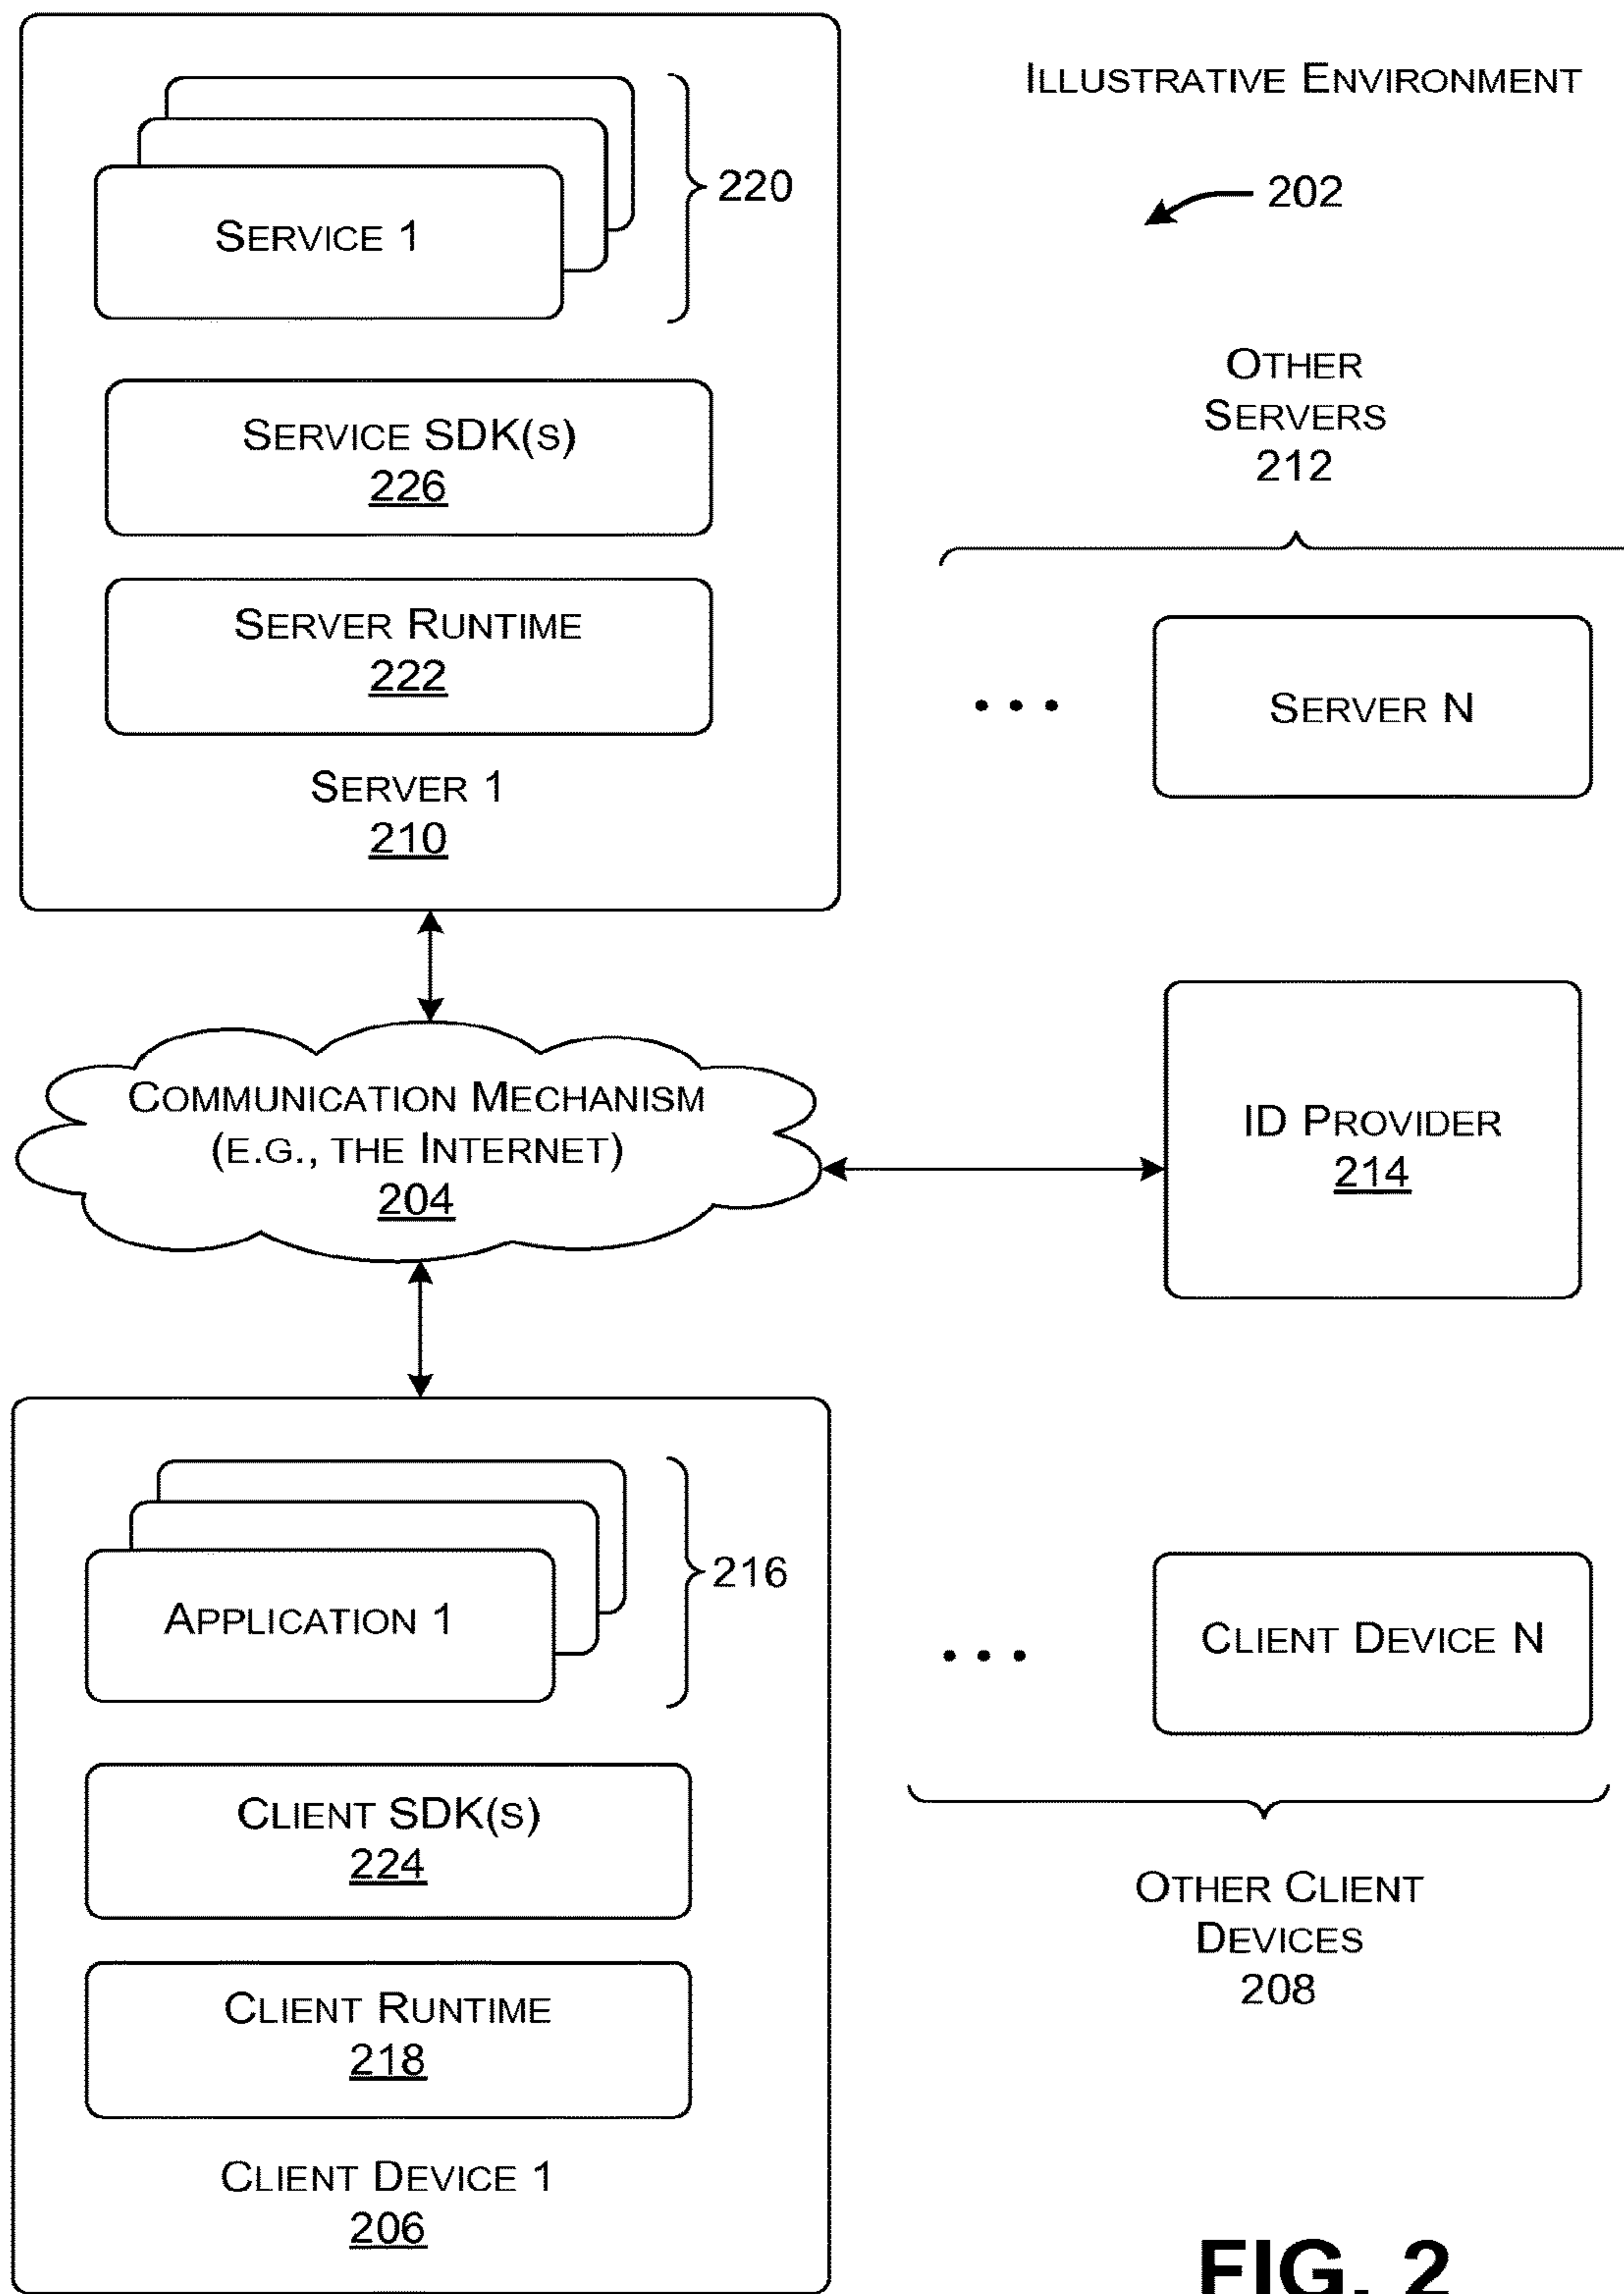 ILLUSTRATIVE ENVIRONMENT
202
SERVICE 1
220
SERVICE SDK(S)
226
SERVER RUNTIME
222
SERVER 1
210
OTHER
SERVERS
212
• • •
SERVER N
COMMUNICATION MECHANISM
(E.G., THE INTERNET)
204
ID PROVIDER
214
APPLICATION 1
216
CLIENT SDK(S)
224
CLIENT RUNTIME
218
CLIENT DEVICE 1
206
• • •
CLIENT DEVICE N
OTHER CLIENT
DEVICES
208
FIG. 2